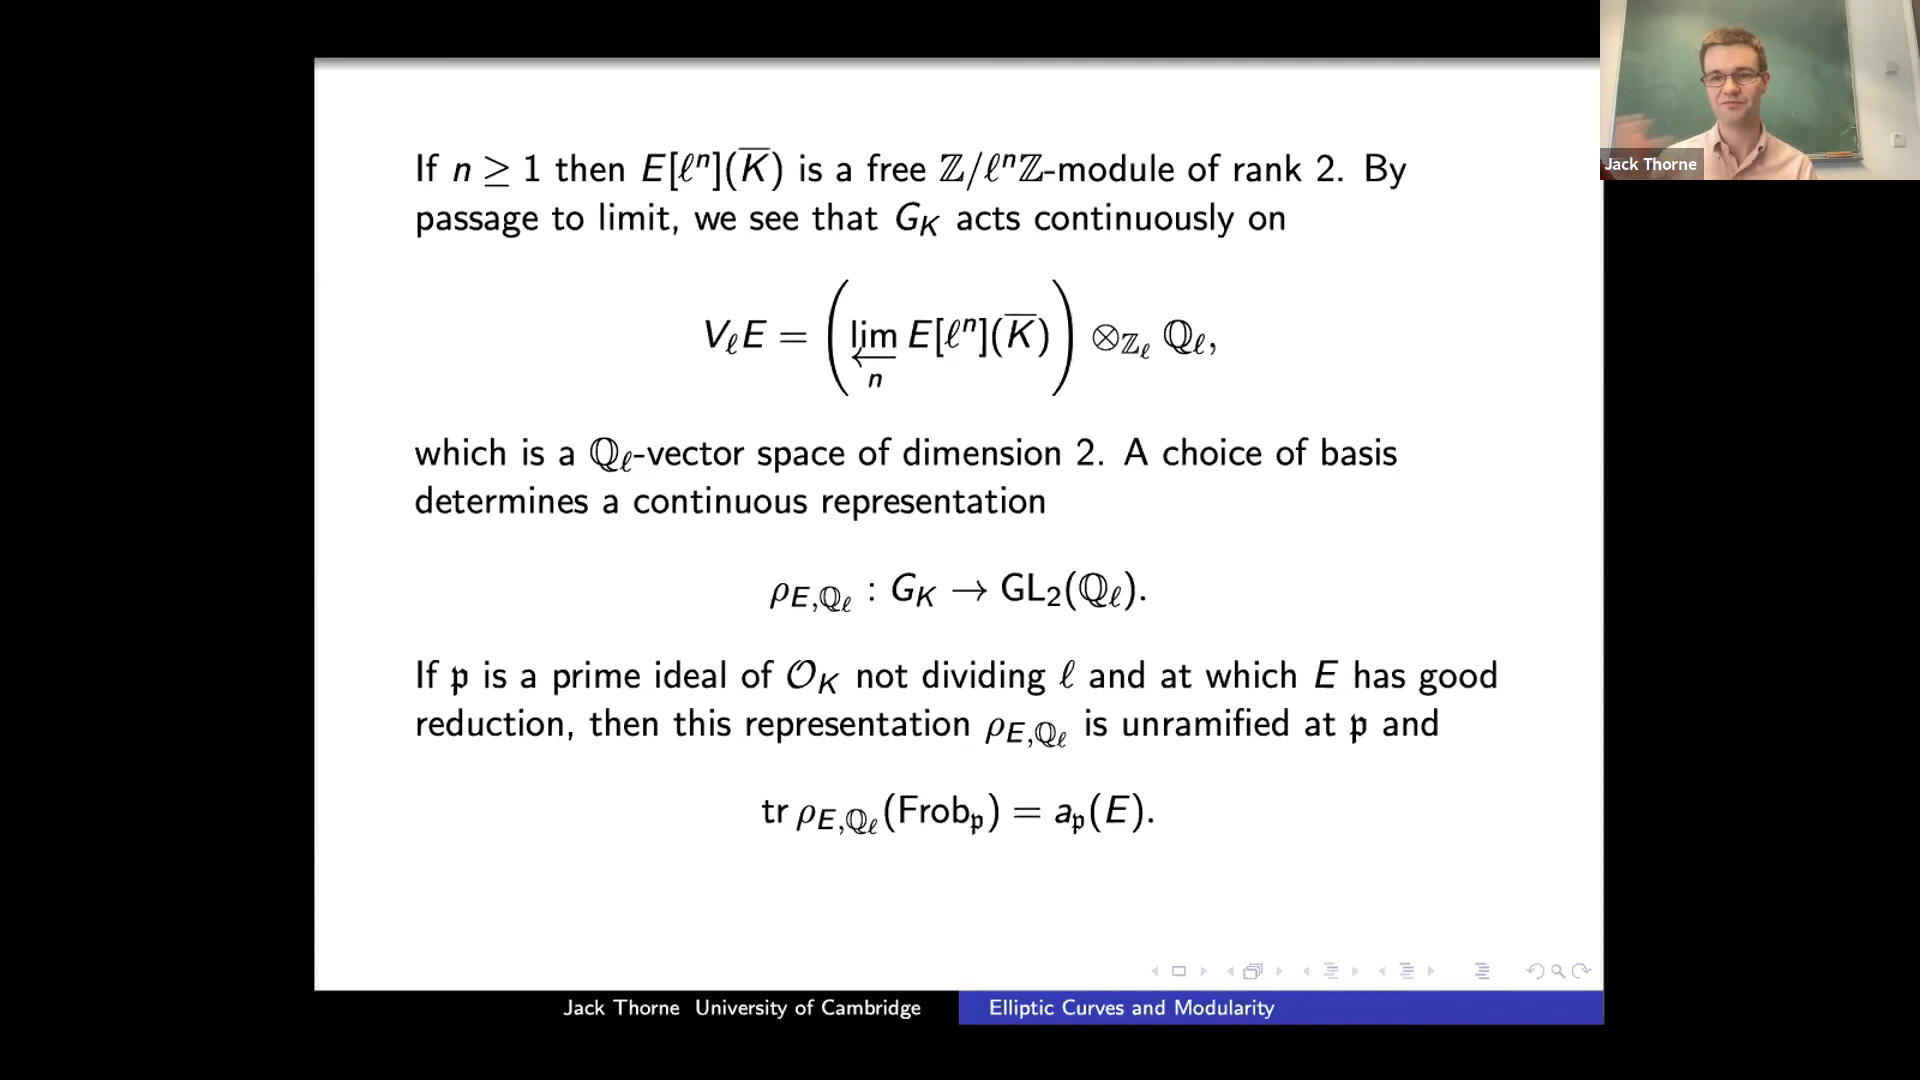 If n ≥ 1 then E[ℓⁿ](K̅) is a free ℤ/ℓⁿℤ-module of rank 2. By
passage to limit, we see that G_K acts continuously on
V_ℓE = (lim← n E[ℓⁿ](K̅)) ⊗_ℤ_ℓ ℚ_ℓ,
which is a ℚ_ℓ-vector space of dimension 2. A choice of basis
determines a continuous representation
ρ_{E,ℚ_ℓ} : G_K → GL₂(ℚ_ℓ).
If 𝔭 is a prime ideal of 𝒪_K not dividing ℓ and at which E has good
reduction, then this representation ρ_{E,ℚ_ℓ} is unramified at 𝔭 and
tr ρ_{E,ℚ_ℓ}(Frob_𝔭) = a_𝔭(E).
Jack Thorne University of Cambridge
Elliptic Curves and Modularity
Jack Thorne